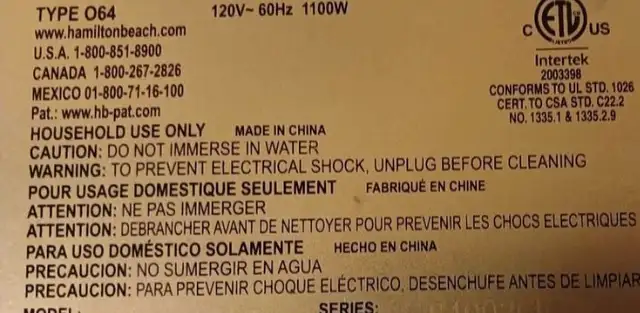 TYPE O64 120V~ 60Hz 1100W
www.hamiltonbeach.com
U.S.A. 1-800-851-8900
CANADA 1-800-267-2826
MEXICO 01-800-71-16-100
Pat.: www.hb-pat.com
C ETL US
Intertek
2003398
CONFORMS TO UL STD. 1026
CERT. TO CSA STD. C22.2
NO. 1335.1 & 1335.2.9
HOUSEHOLD USE ONLY MADE IN CHINA
CAUTION: DO NOT IMMERSE IN WATER
WARNING: TO PREVENT ELECTRICAL SHOCK, UNPLUG BEFORE CLEANING
POUR USAGE DOMESTIQUE SEULEMENT FABRIQUÉ EN CHINE
ATTENTION: NE PAS IMMERGER
ATTENTION: DEBRANCHER AVANT DE NETTOYER POUR PREVENIR LES CHOCS ELECTRIQUES
PARA USO DOMÉSTICO SOLAMENTE HECHO EN CHINA
PRECAUCION: NO SUMERGIR EN AGUA
PRECAUCION: PARA PREVENIR CHOQUE ELÉCTRICO, DESENCHUFE ANTES DE LIMPIAR
MODEL: SERIES: